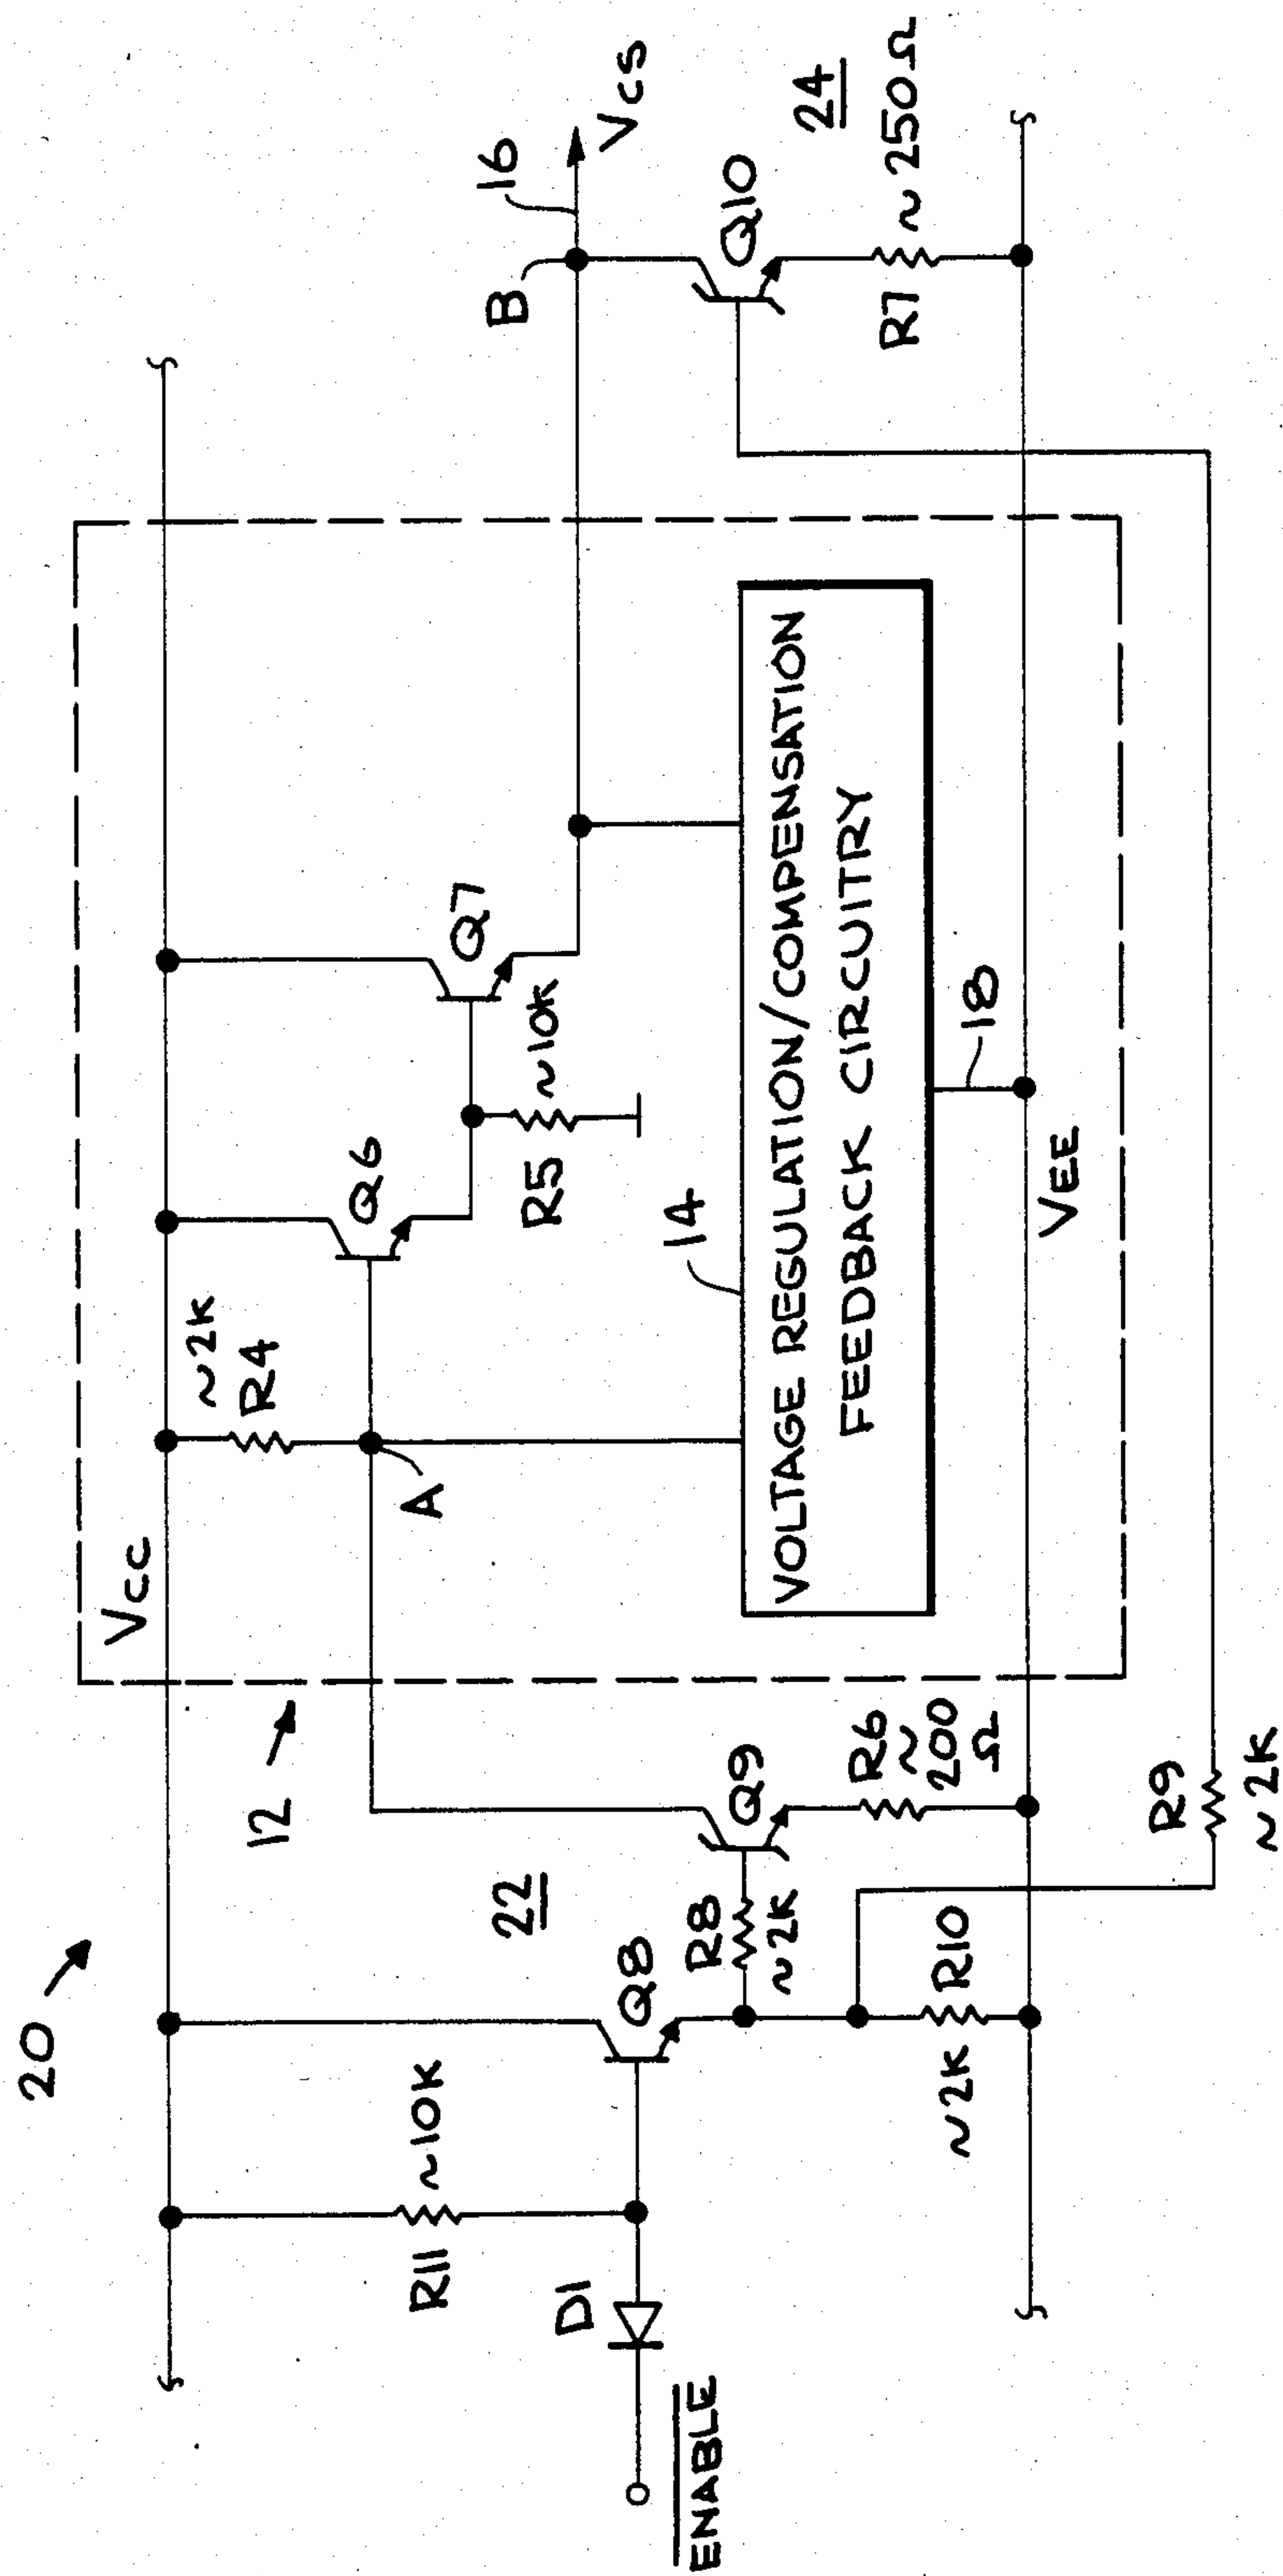 20
12
Vcc
~2K
R4
A
Q6
Q7
R5
~10K
16
B
Vcs
Q10
24
R7
~250Ω
14
VOLTAGE REGULATION/COMPENSATION
FEEDBACK CIRCUITRY
18
VEE
22
R11
~10K
D1
ENABLE
Q8
R8
~2K
Q9
R6
~
200
Ω
R10
~2K
R9
~2K